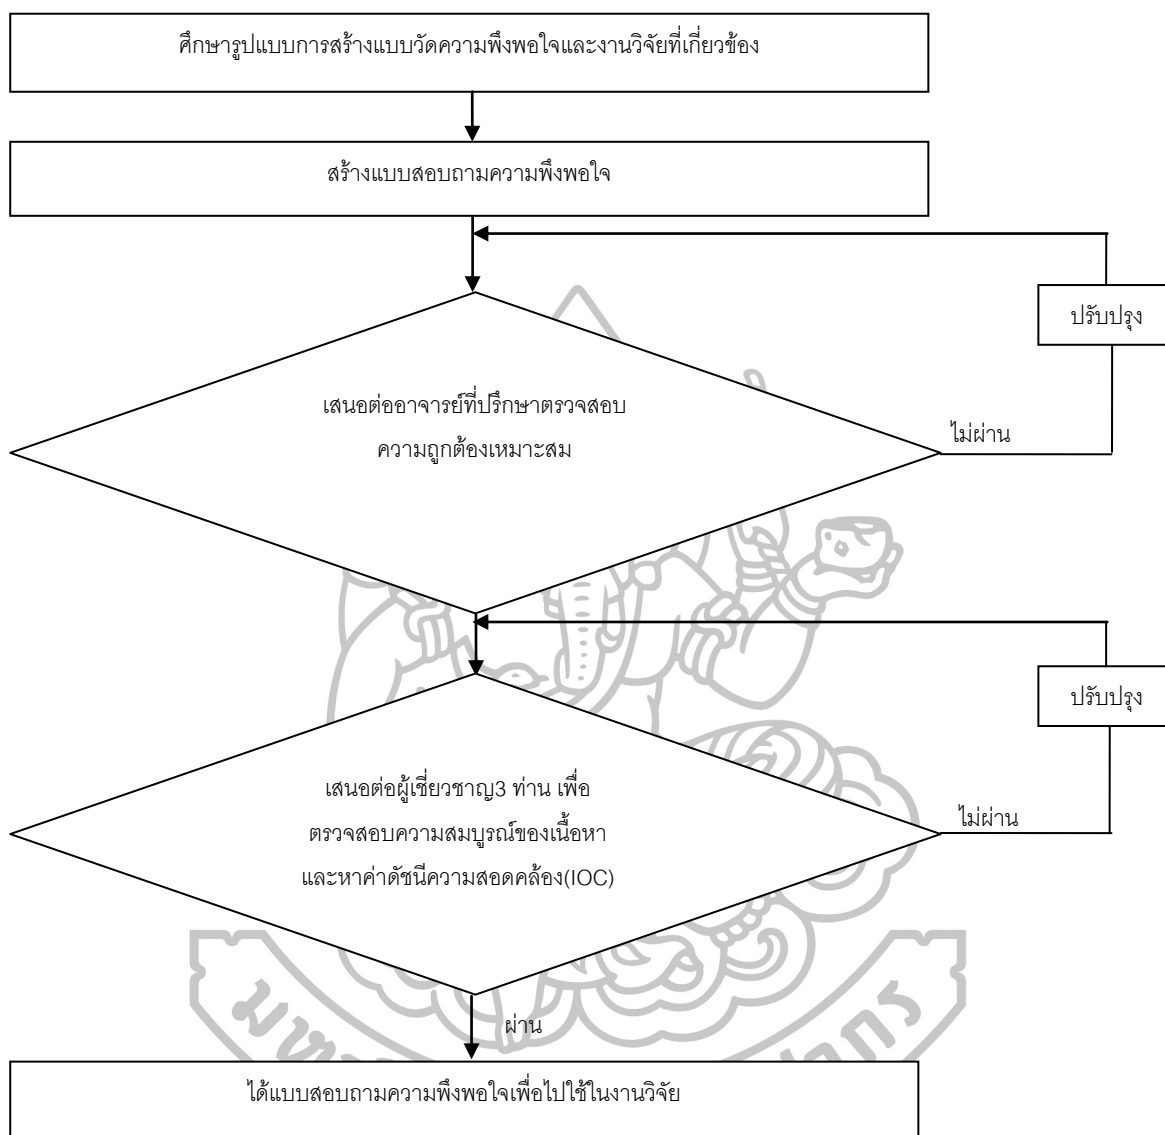 ศึกษารูปแบบการสร้างแบบวัดความพึงพอใจและงานวิจัยที่เกี่ยวข้อง
สร้างแบบสอบถามความพึงพอใจ
ปรับปรุง
เสนอต่ออาจารย์ที่ปรึกษาตรวจสอบ
ความถูกต้องเหมาะสม
ไม่ผ่าน
ปรับปรุง
เสนอต่อผู้เชี่ยวชาญ3 ท่าน เพื่อ
ตรวจสอบความสมบูรณ์ของเนื้อหา
และหาค่าดัชนีความสอดคล้อง(IOC)
ไม่ผ่าน
ผ่าน
ได้แบบสอบถามความพึงพอใจเพื่อไปใช้ในงานวิจัย